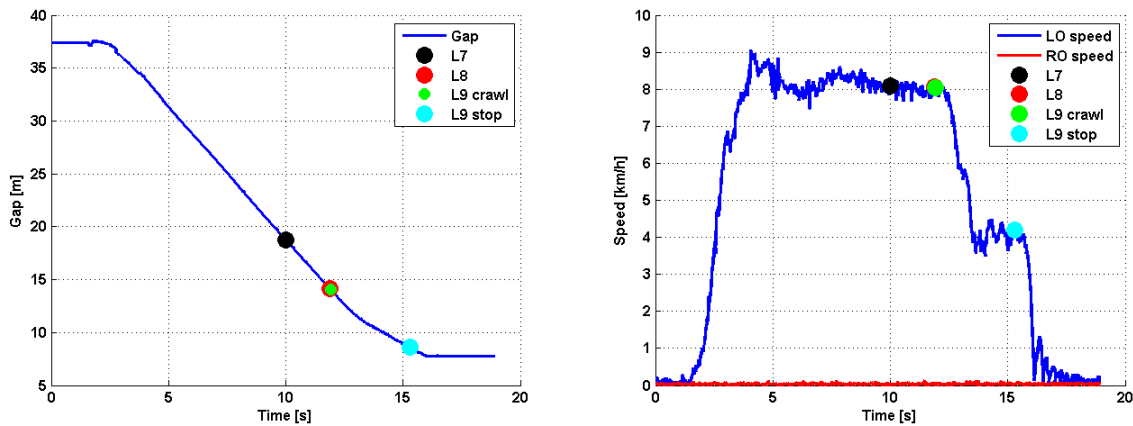 40
35
30
25
20
15
10
5
0
5
10
15
20
Gap [m]
Time [s]
Gap
L7
L8
L9 crawl
L9 stop
10
9
8
7
6
5
4
3
2
1
0
0
5
10
15
20
Speed [km/h]
Time [s]
LO speed
RO speed
L7
L8
L9 crawl
L9 stop